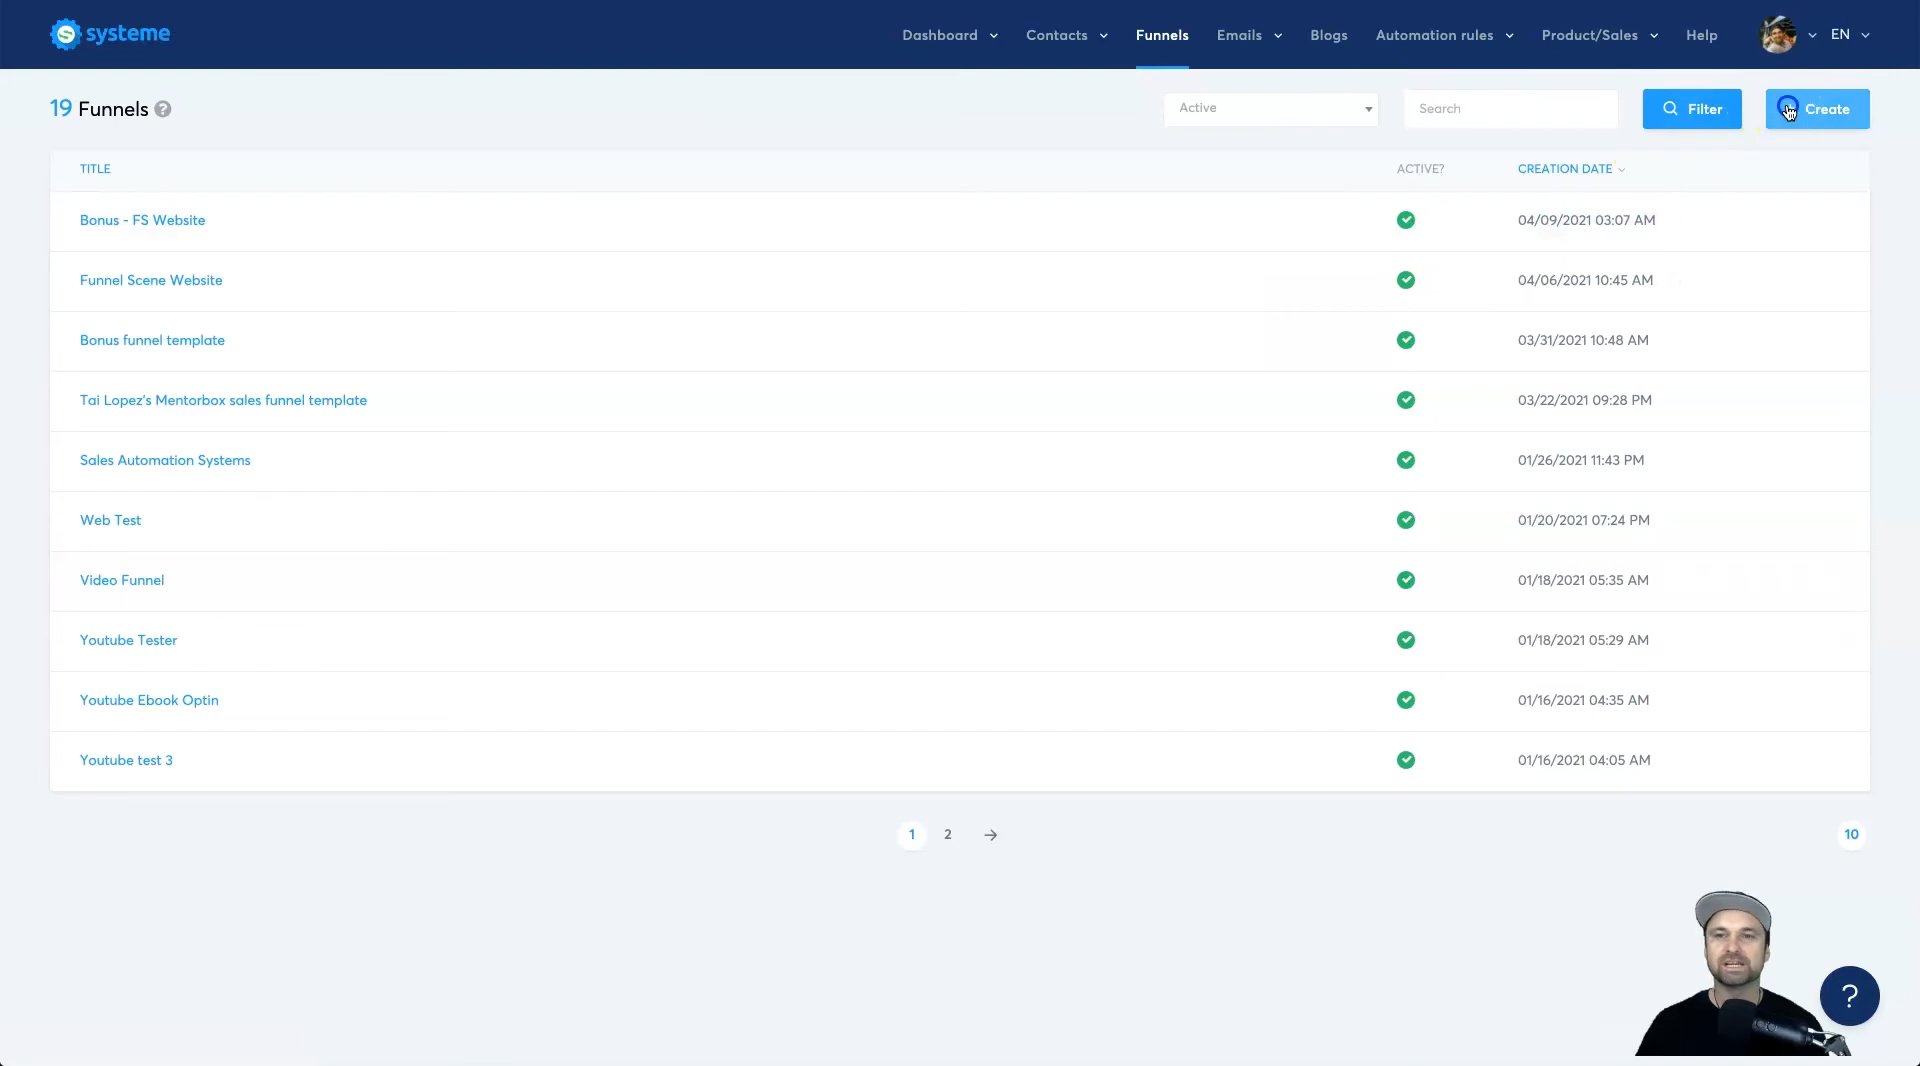 systeme
Dashboard Contacts Funnels Emails Blogs Automation rules Product/Sales Help EN
19 Funnels ?
Active Search Filter Create
TITLE ACTIVE? CREATION DATE
Bonus - FS Website 04/09/2021 03:07 AM
Funnel Scene Website 04/06/2021 10:45 AM
Bonus funnel template 03/31/2021 10:48 AM
Tai Lopez's Mentorbox sales funnel template 03/22/2021 09:28 PM
Sales Automation Systems 01/26/2021 11:43 PM
Web Test 01/20/2021 07:24 PM
Video Funnel 01/18/2021 05:35 AM
Youtube Tester 01/18/2021 05:29 AM
Youtube Ebook Optin 01/16/2021 04:35 AM
Youtube test 3 01/16/2021 04:05 AM
1 2 → 10
?